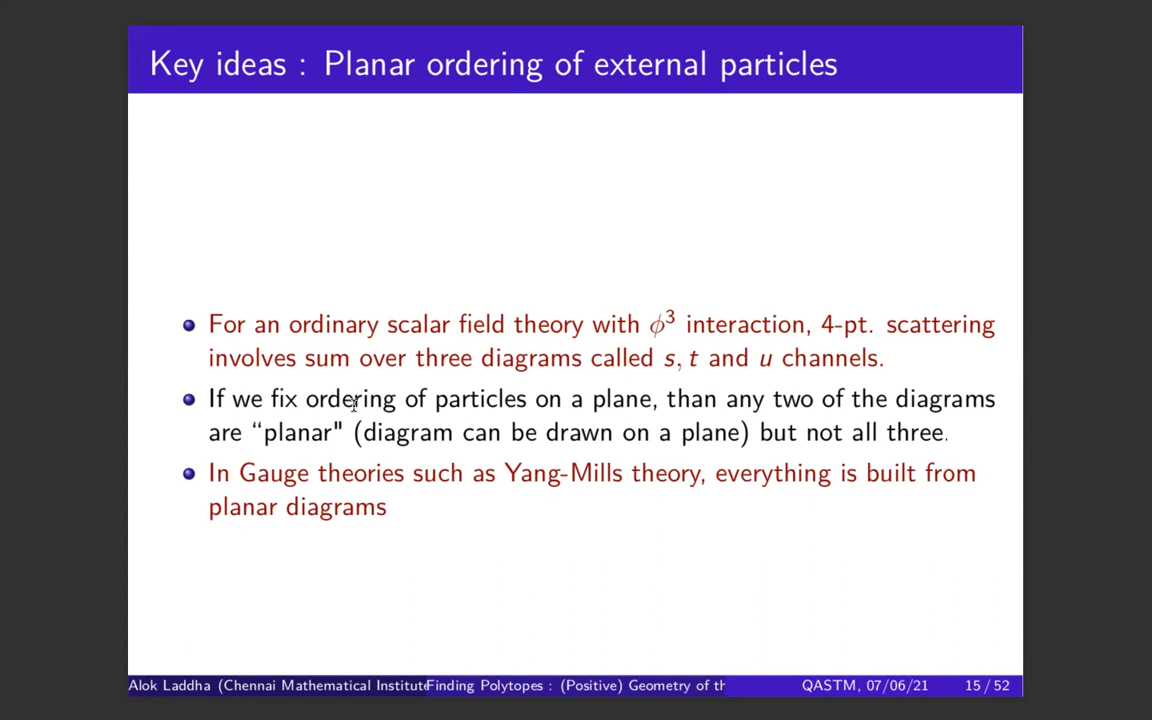 Key ideas : Planar ordering of external particles
For an ordinary scalar field theory with ϕ³ interaction, 4-pt. scattering
involves sum over three diagrams called s, t and u channels.
If we fix ordering of particles on a plane, than any two of the diagrams
are “planar" (diagram can be drawn on a plane) but not all three.
In Gauge theories such as Yang-Mills theory, everything is built from
planar diagrams
Alok Laddha (Chennai Mathematical Institute Finding Polytopes : (Positive) Geometry of th QASTM, 07/06/21 15 / 52